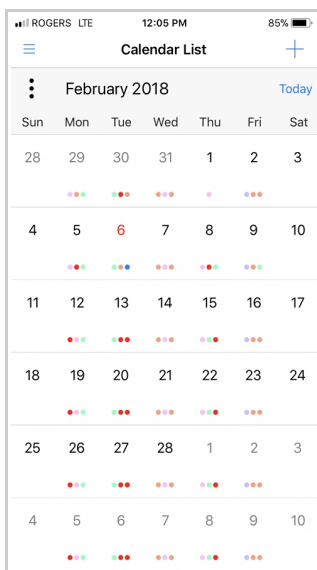 ROGERS LTE 12:05 PM 85%
Calendar List
February 2018 Today
Sun Mon Tue Wed Thu Fri Sat
28 29 30 31 1 2 3
4 5 6 7 8 9 10
11 12 13 14 15 16 17
18 19 20 21 22 23 24
25 26 27 28 1 2 3
4 5 6 7 8 9 10